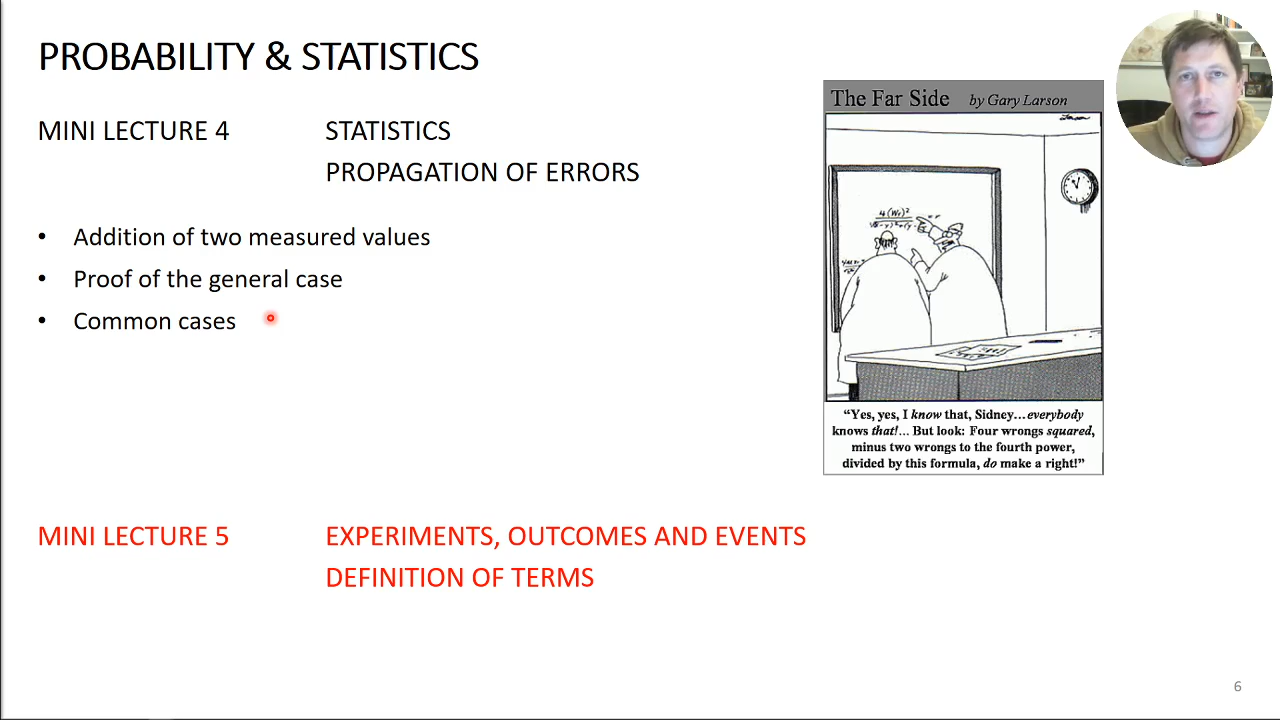 PROBABILITY & STATISTICS
MINI LECTURE 4 STATISTICS
PROPAGATION OF ERRORS
• Addition of two measured values
• Proof of the general case
• Common cases
The Far Side by Gary Larson
"Yes, yes, I know that, Sidney...everybody
knows that!... But look: Four wrongs squared,
minus two wrongs to the fourth power,
divided by this formula, do make a right!"
MINI LECTURE 5 EXPERIMENTS, OUTCOMES AND EVENTS
DEFINITION OF TERMS
6